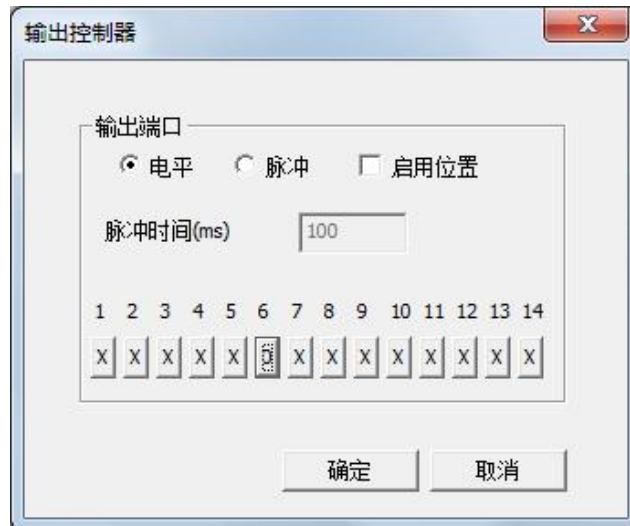 输出控制器
输出端口
电平 脉冲 启用位置
脉冲时间(ms) 100
1 2 3 4 5 6 7 8 9 10 11 12 13 14
X X X X X X X X X X X X X
确定 取消